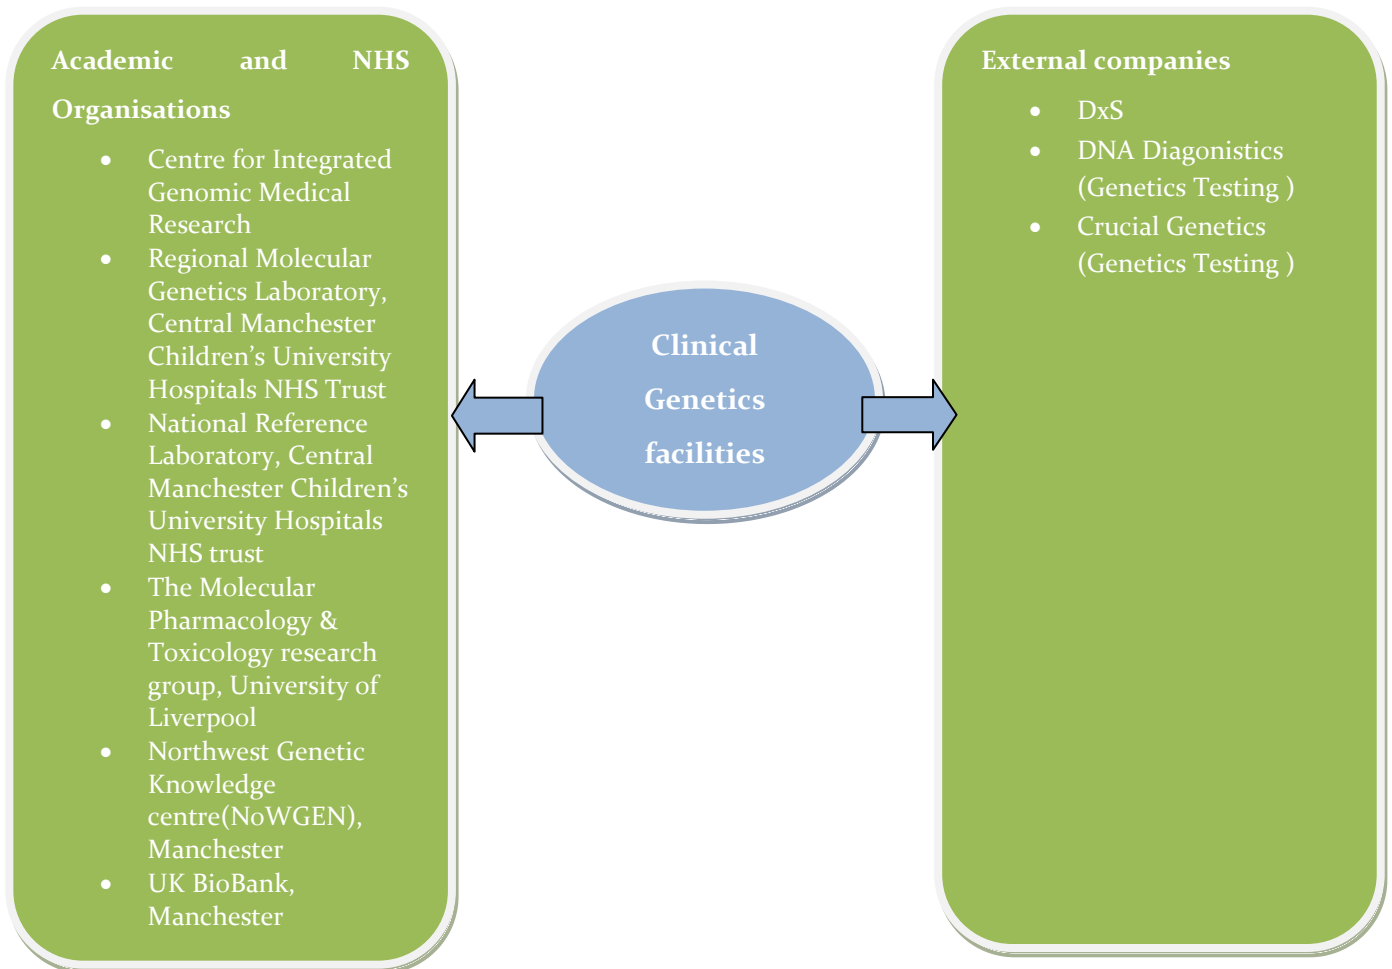 Academic and NHS
Organisations
• Centre for Integrated
Genomic Medical
Research
• Regional Molecular
Genetics Laboratory,
Central Manchester
Children’s University
Hospitals NHS Trust
• National Reference
Laboratory, Central
Manchester Children’s
University Hospitals
NHS trust
• The Molecular
Pharmacology &
Toxicology research
group, University of
Liverpool
• Northwest Genetic
Knowledge
centre(NoWGEN),
Manchester
• UK BioBank,
Manchester
Clinical
Genetics
facilities
External companies
• DxS
• DNA Diagonistics
(Genetics Testing )
• Crucial Genetics
(Genetics Testing )